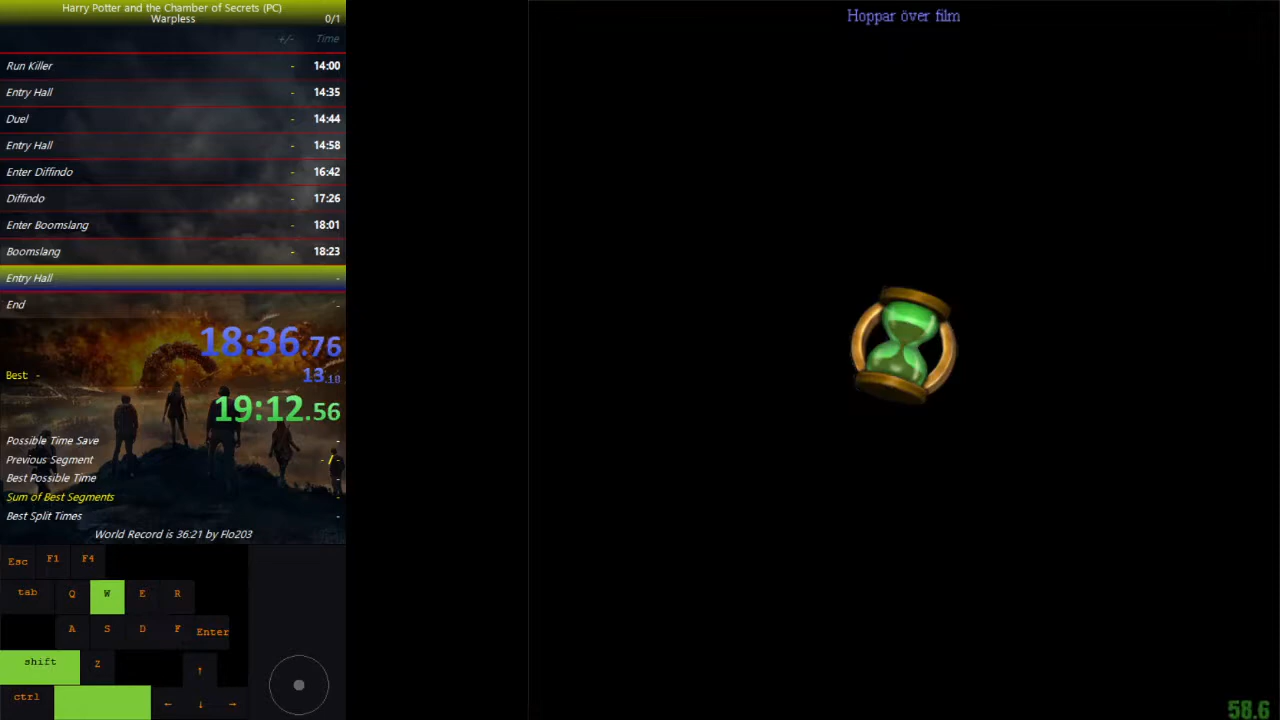 Harry Potter and the Chamber of Secrets (PC)
Warpless 0/1
+/- Time
Run Killer - 14:00
Entry Hall - 14:35
Duel - 14:44
Entry Hall - 14:58
Enter Diffindo - 16:42
Diffindo - 17:26
Enter Boomslang - 18:01
Boomslang - 18:23
Entry Hall -
End -
18:36.76
Best: - 13.18
19:12.56
Possible Time Save -
Previous Segment - / -
Best Possible Time -
Sum of Best Segments -
Best Split Times -
World Record is 36:21 by Flo203
Esc F1 F4
tab Q W E R
A S D F Enter
shift Z ↑
ctrl ← ↓ →
Hoppar över film
58.6